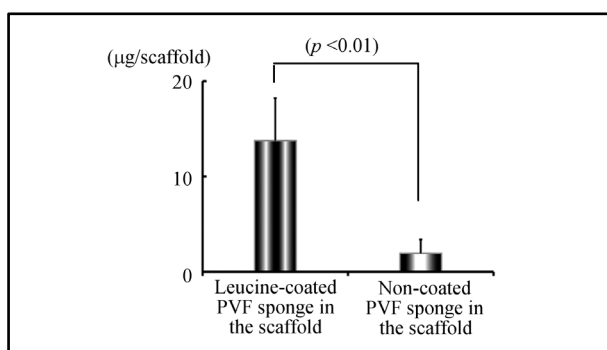 (p <0.01)
(μg/scaffold)
20
10
0
Leucine-coated
PVF sponge in
the scaffold
Non-coated
PVF sponge in
the scaffold